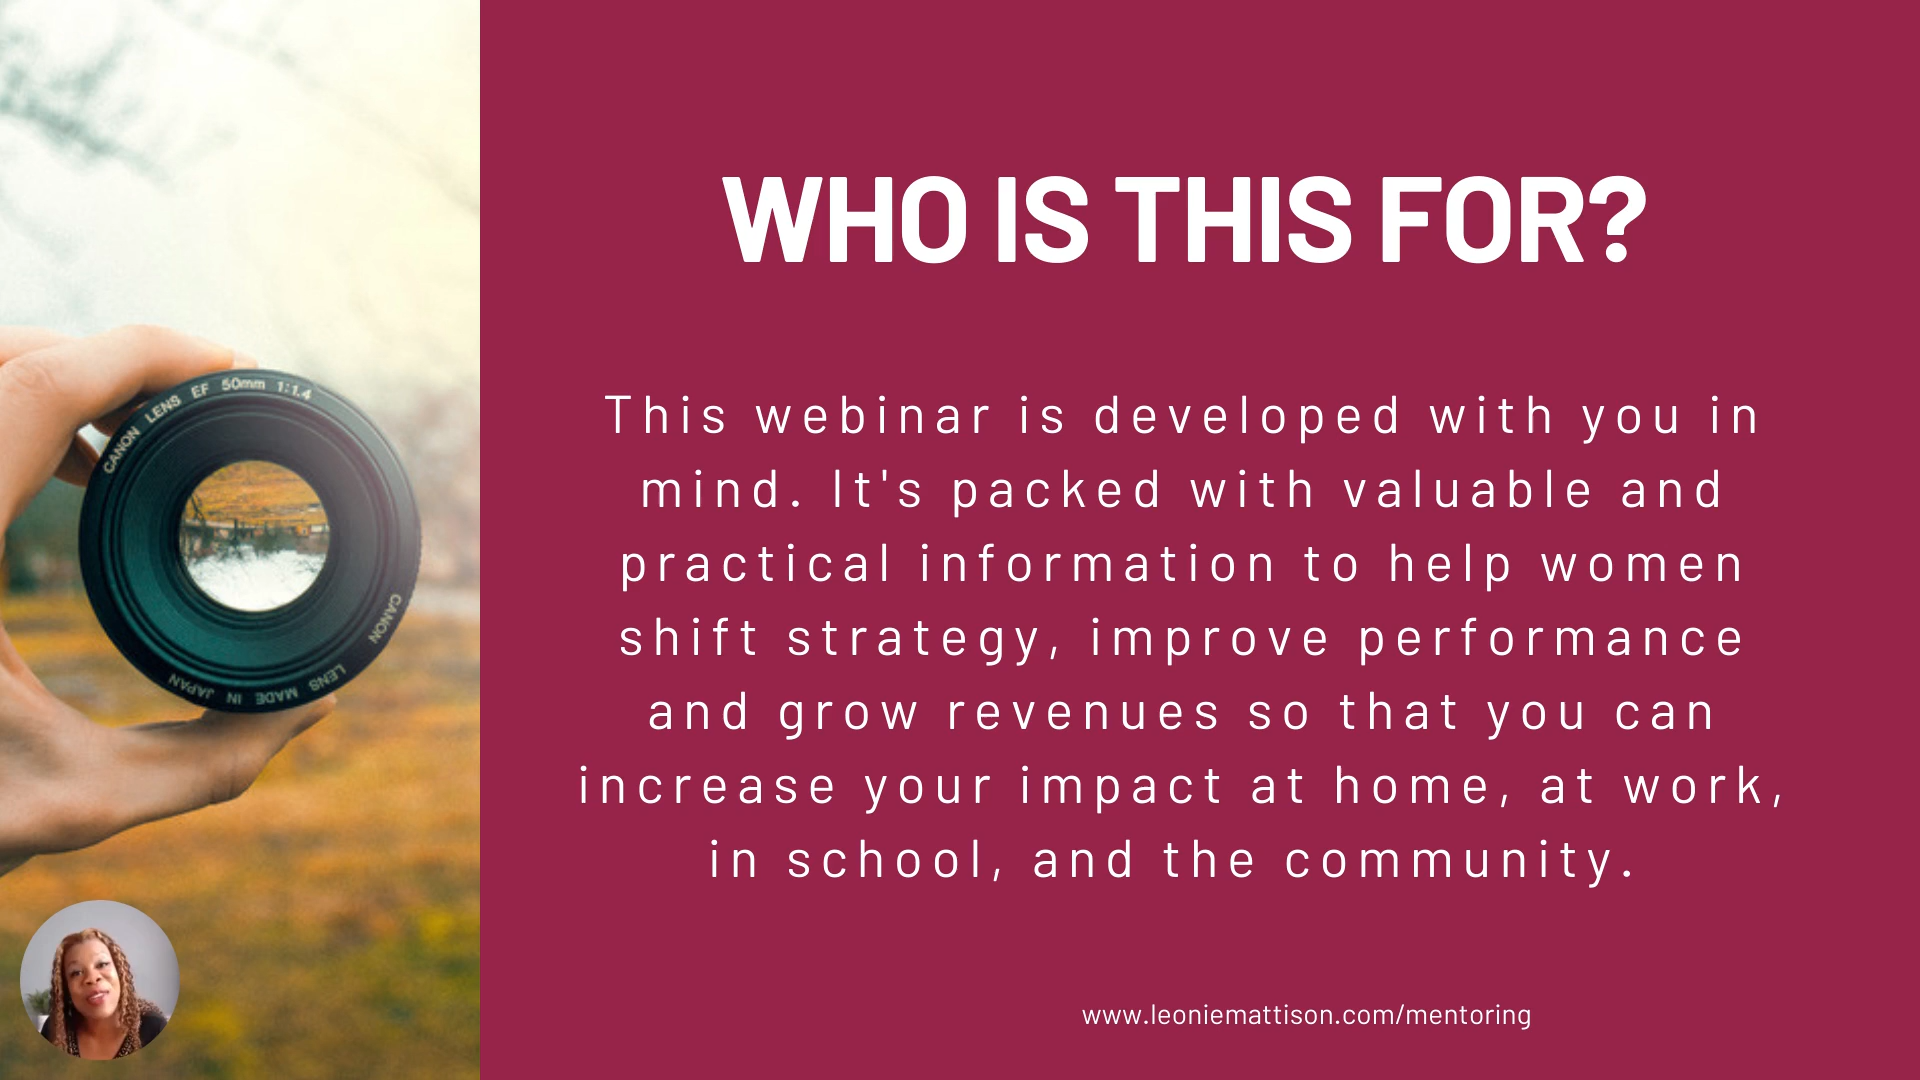 WHO IS THIS FOR?
This webinar is developed with you in
mind. It's packed with valuable and
practical information to help women
shift strategy, improve performance
and grow revenues so that you can
increase your impact at home, at work,
in school, and the community.
www.leoniemattison.com/mentoring
CANON LENS EF 50mm 1:1.4
CANON LENS MADE IN JAPAN